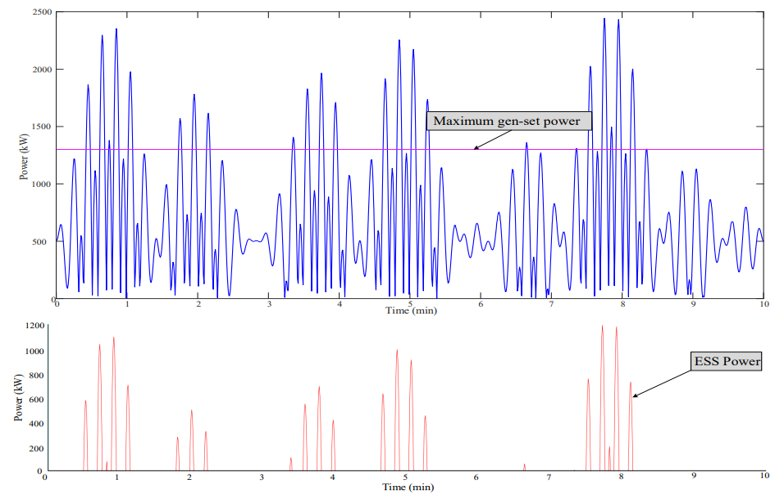 2500
2000
1500
1000
500
0
Power (kW)
Maximum gen-set power
0 1 2 3 4 5 6 7 8 9 10
Time (min)
1200
1000
800
600
400
200
0
Power (kW)
ESS Power
0 1 2 3 4 5 6 7 8 9 10
Time (min)